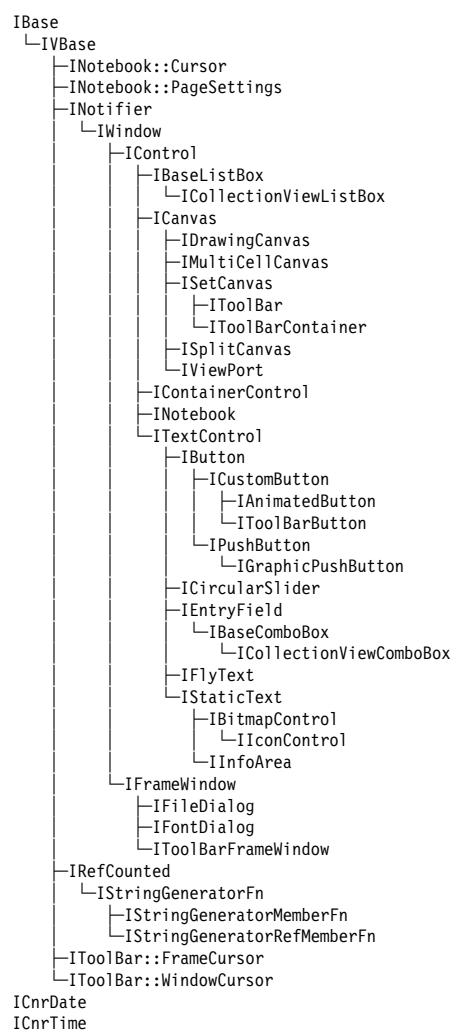 IBase
IVBase
INotebook::Cursor
INotebook::PageSettings
INotifier
IWindow
IControl
IBaseListBox
ICollectionViewListBox
ICanvas
IDrawingCanvas
IMultiCellCanvas
ISetCanvas
IToolBar
IToolBarContainer
ISplitCanvas
IViewPort
IContainerControl
INotebook
ITextControl
IButton
ICustomButton
IAnimatedButton
IToolBarButton
IPushButton
IGraphicPushButton
ICircularSlider
IEntryField
IBaseComboBox
ICollectionViewComboBox
IFlyText
IStaticText
IBitmapControl
IIconControl
IInfoArea
IFrameWindow
IFileDialog
IFontDialog
IToolBarFrameWindow
IRefCounted
IStringGeneratorFn
IStringGeneratorMemberFn
IStringGeneratorRefMemberFn
IToolBar::FrameCursor
IToolBar::WindowCursor
ICnrDate
ICnrTime